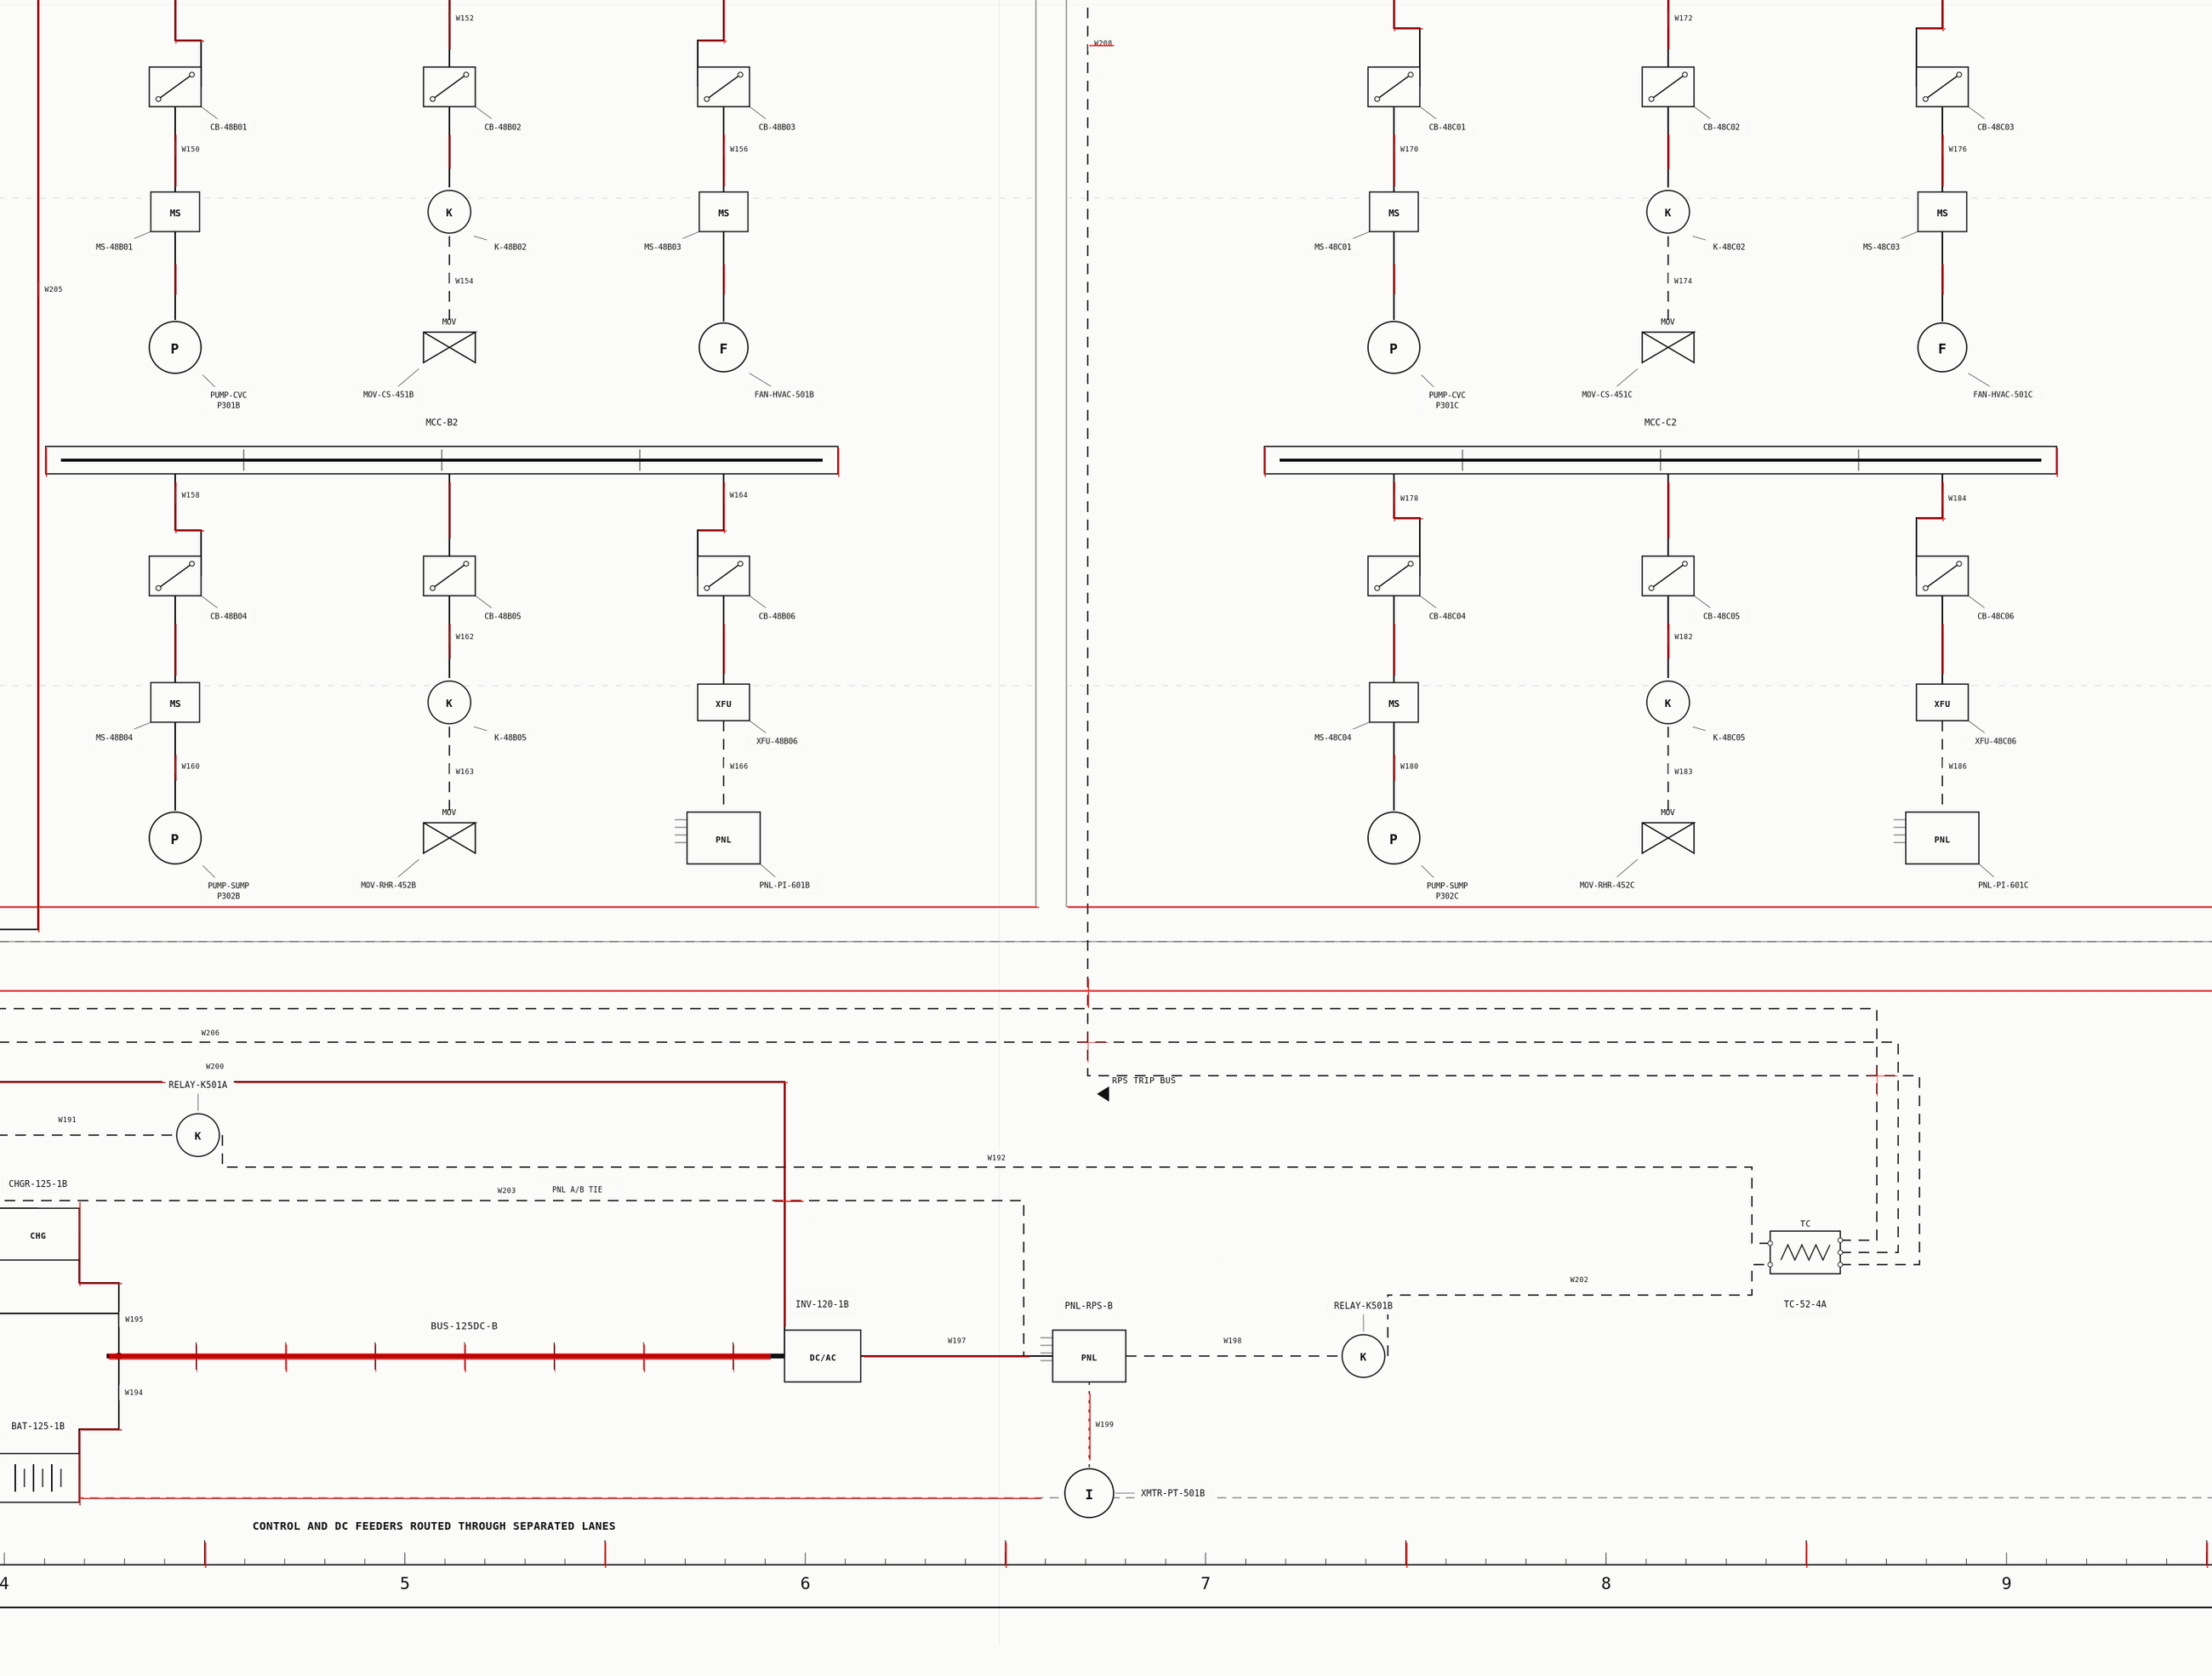 W152
W208
W172
CB-48B01
CB-48B02
CB-48B03
CB-48C01
CB-48C02
CB-48C03
W150
W156
W170
W176
MS
K
MS
MS
K
MS
MS-48B01
K-48B02
MS-48B03
MS-48C01
K-48C02
MS-48C03
W205
W154
W174
MOV
MOV
P
F
P
F
PUMP-CVC
P301B
MOV-CS-451B
FAN-HVAC-501B
PUMP-CVC
P301C
MOV-CS-451C
FAN-HVAC-501C
MCC-B2
MCC-C2
W158
W164
W178
W184
CB-48B04
CB-48B05
CB-48B06
CB-48C04
CB-48C05
CB-48C06
W162
W182
MS
K
XFU
MS
K
XFU
MS-48B04
K-48B05
XFU-48B06
MS-48C04
K-48C05
XFU-48C06
W160
W163
W166
W180
W183
W186
MOV
MOV
P
PNL
P
PNL
PUMP-SUMP
P302B
MOV-RHR-452B
PNL-PI-601B
PUMP-SUMP
P302C
MOV-RHR-452C
PNL-PI-601C
W206
W200
RELAY-K501A
RPS TRIP BUS
W191
K
W192
CHGR-125-1B
W203
PNL A/B TIE
CHG
TC
W202
INV-120-1B
PNL-RPS-B
RELAY-K501B
TC-52-4A
W195
BUS-125DC-B
W197
W198
DC/AC
PNL
K
W194
W199
BAT-125-1B
I
XMTR-PT-501B
CONTROL AND DC FEEDERS ROUTED THROUGH SEPARATED LANES
4
5
6
7
8
9